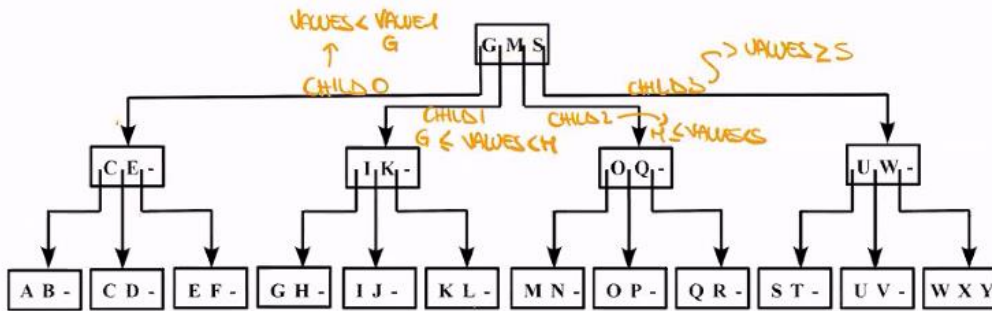 VALUES < VALUE1
G
G M S
VALUES ≥ S
CHILD 0
CHILD 3
CHILD 1
CHILD 2
G ≤ VALUES < M
M ≤ VALUES < S
C E -
I K -
O Q -
U W -
A B -
C D -
E F -
G H -
I J -
K L -
M N -
O P -
Q R -
S T -
U V -
W X Y